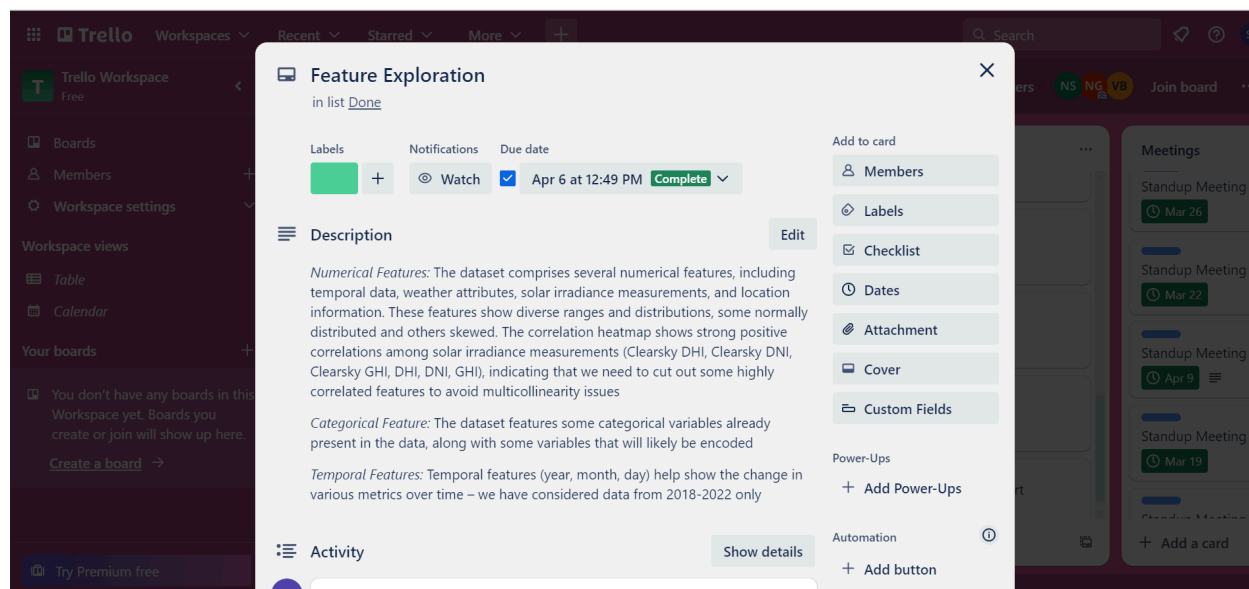 Trello
Workspaces
Recent
Starred
More
Search
Trello Workspace
Free
T
NS
NG
VB
Join board
Boards
Members
Workspace settings
Workspace views
Table
Calendar
Your boards
You don't have any boards in this
Workspace yet. Boards you
create or join will show up here.
Create a board
Try Premium free
Feature Exploration
in list Done
Labels
Notifications
Due date
Watch
Apr 6 at 12:49 PM Complete
Description
Edit
Numerical Features: The dataset comprises several numerical features, including
temporal data, weather attributes, solar irradiance measurements, and location
information. These features show diverse ranges and distributions, some normally
distributed and others skewed. The correlation heatmap shows strong positive
correlations among solar irradiance measurements (Clearsky DHI, Clearsky DNI,
Clearsky GHI, DHI, DNI, GHI), indicating that we need to cut out some highly
correlated features to avoid multicollinearity issues
Categorical Feature: The dataset features some categorical variables already
present in the data, along with some variables that will likely be encoded
Temporal Features: Temporal features (year, month, day) help show the change in
various metrics over time – we have considered data from 2018-2022 only
Activity
Show details
Add to card
Members
Labels
Checklist
Dates
Attachment
Cover
Custom Fields
Power-Ups
Add Power-Ups
Automation
Add button
Meetings
Standup Meeting
Mar 26
Standup Meeting
Mar 22
Standup Meeting
Apr 9
Standup Meeting
Mar 19
Standup Meeting
Add a card